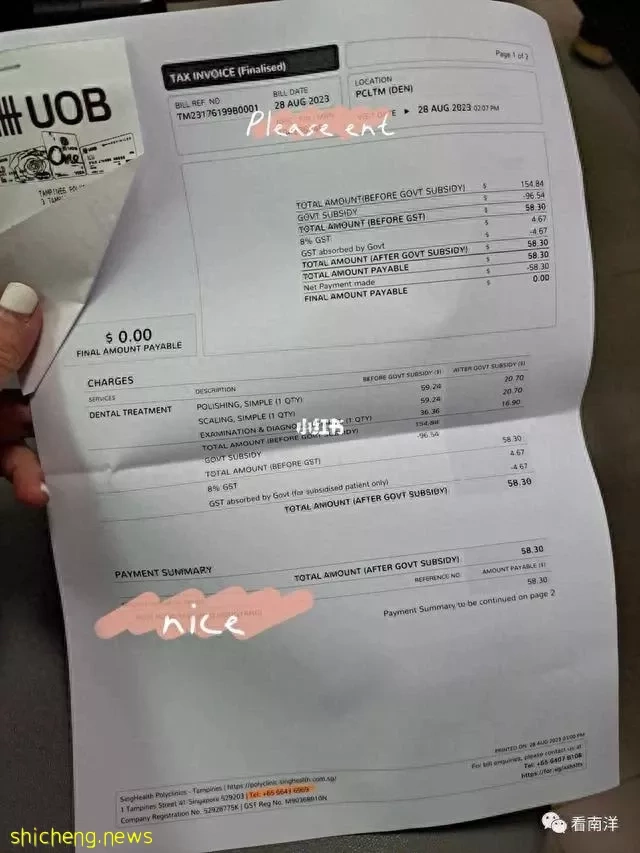 UOB
One
TAMPINES POL
3 TAMP
TAX INVOICE (Finalised)
Page 1 of 2
BILL REF. NO
TM23176199B0001
BILL DATE
28 AUG 2023
LOCATION
PCLTM (DEN)
28 AUG 2023 02:07 PM
Please ent
TOTAL AMOUNT(BEFORE GOVT SUBSIDY) $ 154.84
GOVT SUBSIDY $ -96.54
TOTAL AMOUNT (BEFORE GST) $ 58.30
8% GST $ 4.67
GST absorbed by Govt $ -4.67
TOTAL AMOUNT (AFTER GOVT SUBSIDY) $ 58.30
TOTAL AMOUNT PAYABLE $ 58.30
Net Payment made $ -58.30
FINAL AMOUNT PAYABLE $ 0.00
$ 0.00
FINAL AMOUNT PAYABLE
CHARGES
SERVICES DESCRIPTION BEFORE GOVT SUBSIDY ($) AFTER GOVT SUBSIDY ($)
DENTAL TREATMENT POLISHING, SIMPLE (1 QTY) 59.24 20.70
SCALING, SIMPLE (1 QTY) 59.24 20.70
EXAMINATION & DIAGNO (1 QTY) 36.36 16.90
小红书
TOTAL AMOUNT (BEFORE GOVT SUBSIDY) 154.84
GOVT SUBSIDY -96.54
TOTAL AMOUNT (BEFORE GST) 58.30
8% GST 4.67
GST absorbed by Govt (for subsidised patient only) -4.67
TOTAL AMOUNT (AFTER GOVT SUBSIDY) 58.30
PAYMENT SUMMARY
TOTAL AMOUNT (AFTER GOVT SUBSIDY) 58.30
REFERENCE NO. AMOUNT PAYABLE ($)
58.30
nice
Payment Summary to be continued on page 2
PRINTED ON: 28 AUG 2023 03:00 PM
For bill enquiries, please contact us at
Tel: +65 6407 8108
SingHealth Polyclinics - Tampines | https://polyclinic.singhealth.com.sg/
1 Tampines Street 41 Singapore 529203 | Tel: +65 6643 6969
Company Registration No. 52928775K | GST Reg No. M90368910N
shicheng.news
看南洋